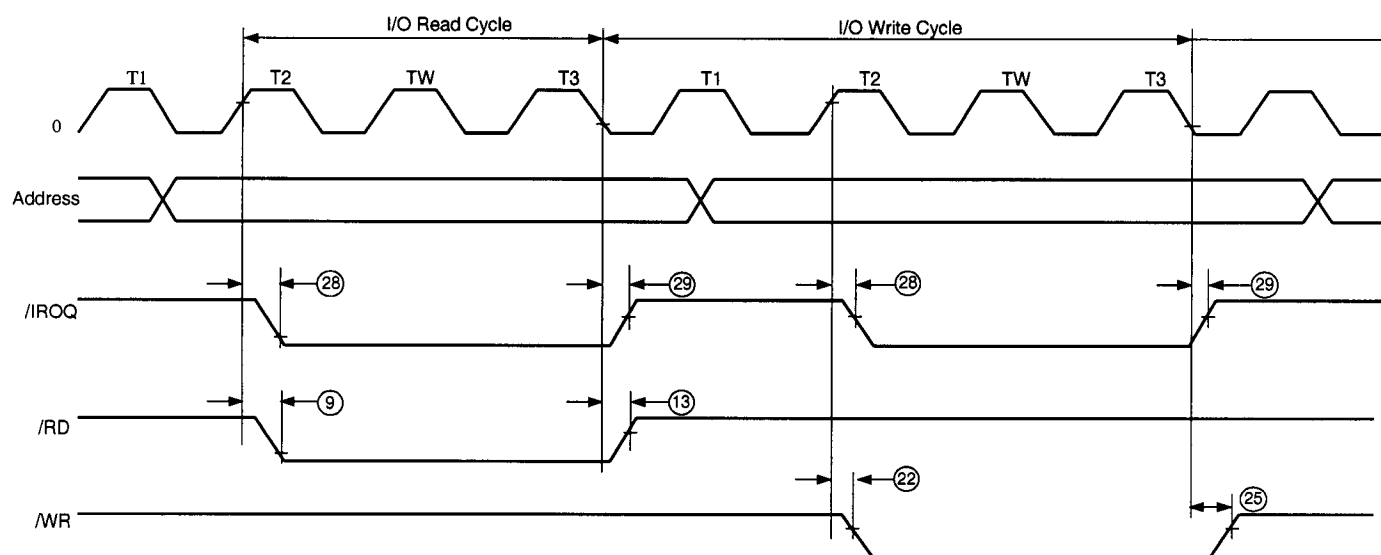 I/O Read Cycle I/O Write Cycle
T1 T2 TW T3 T1 T2 TW T3
0
Address
28 29 28 29
/IROQ
9 13
/RD
22
25
/WR